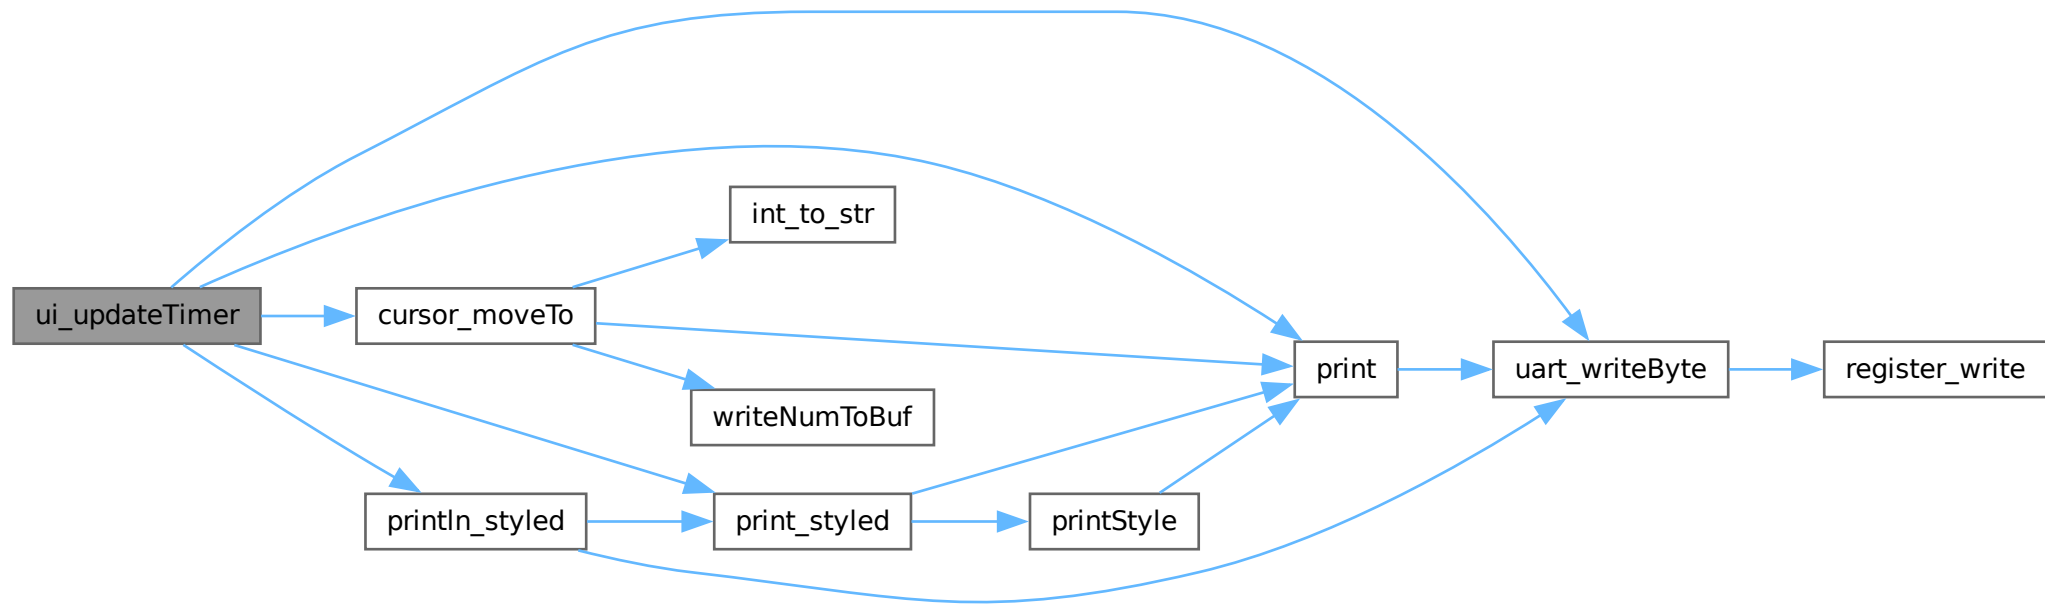 ui_updateTimer
cursor_moveTo
int_to_str
writeNumToBuf
println_styled
print_styled
printStyle
print
uart_writeByte
register_write